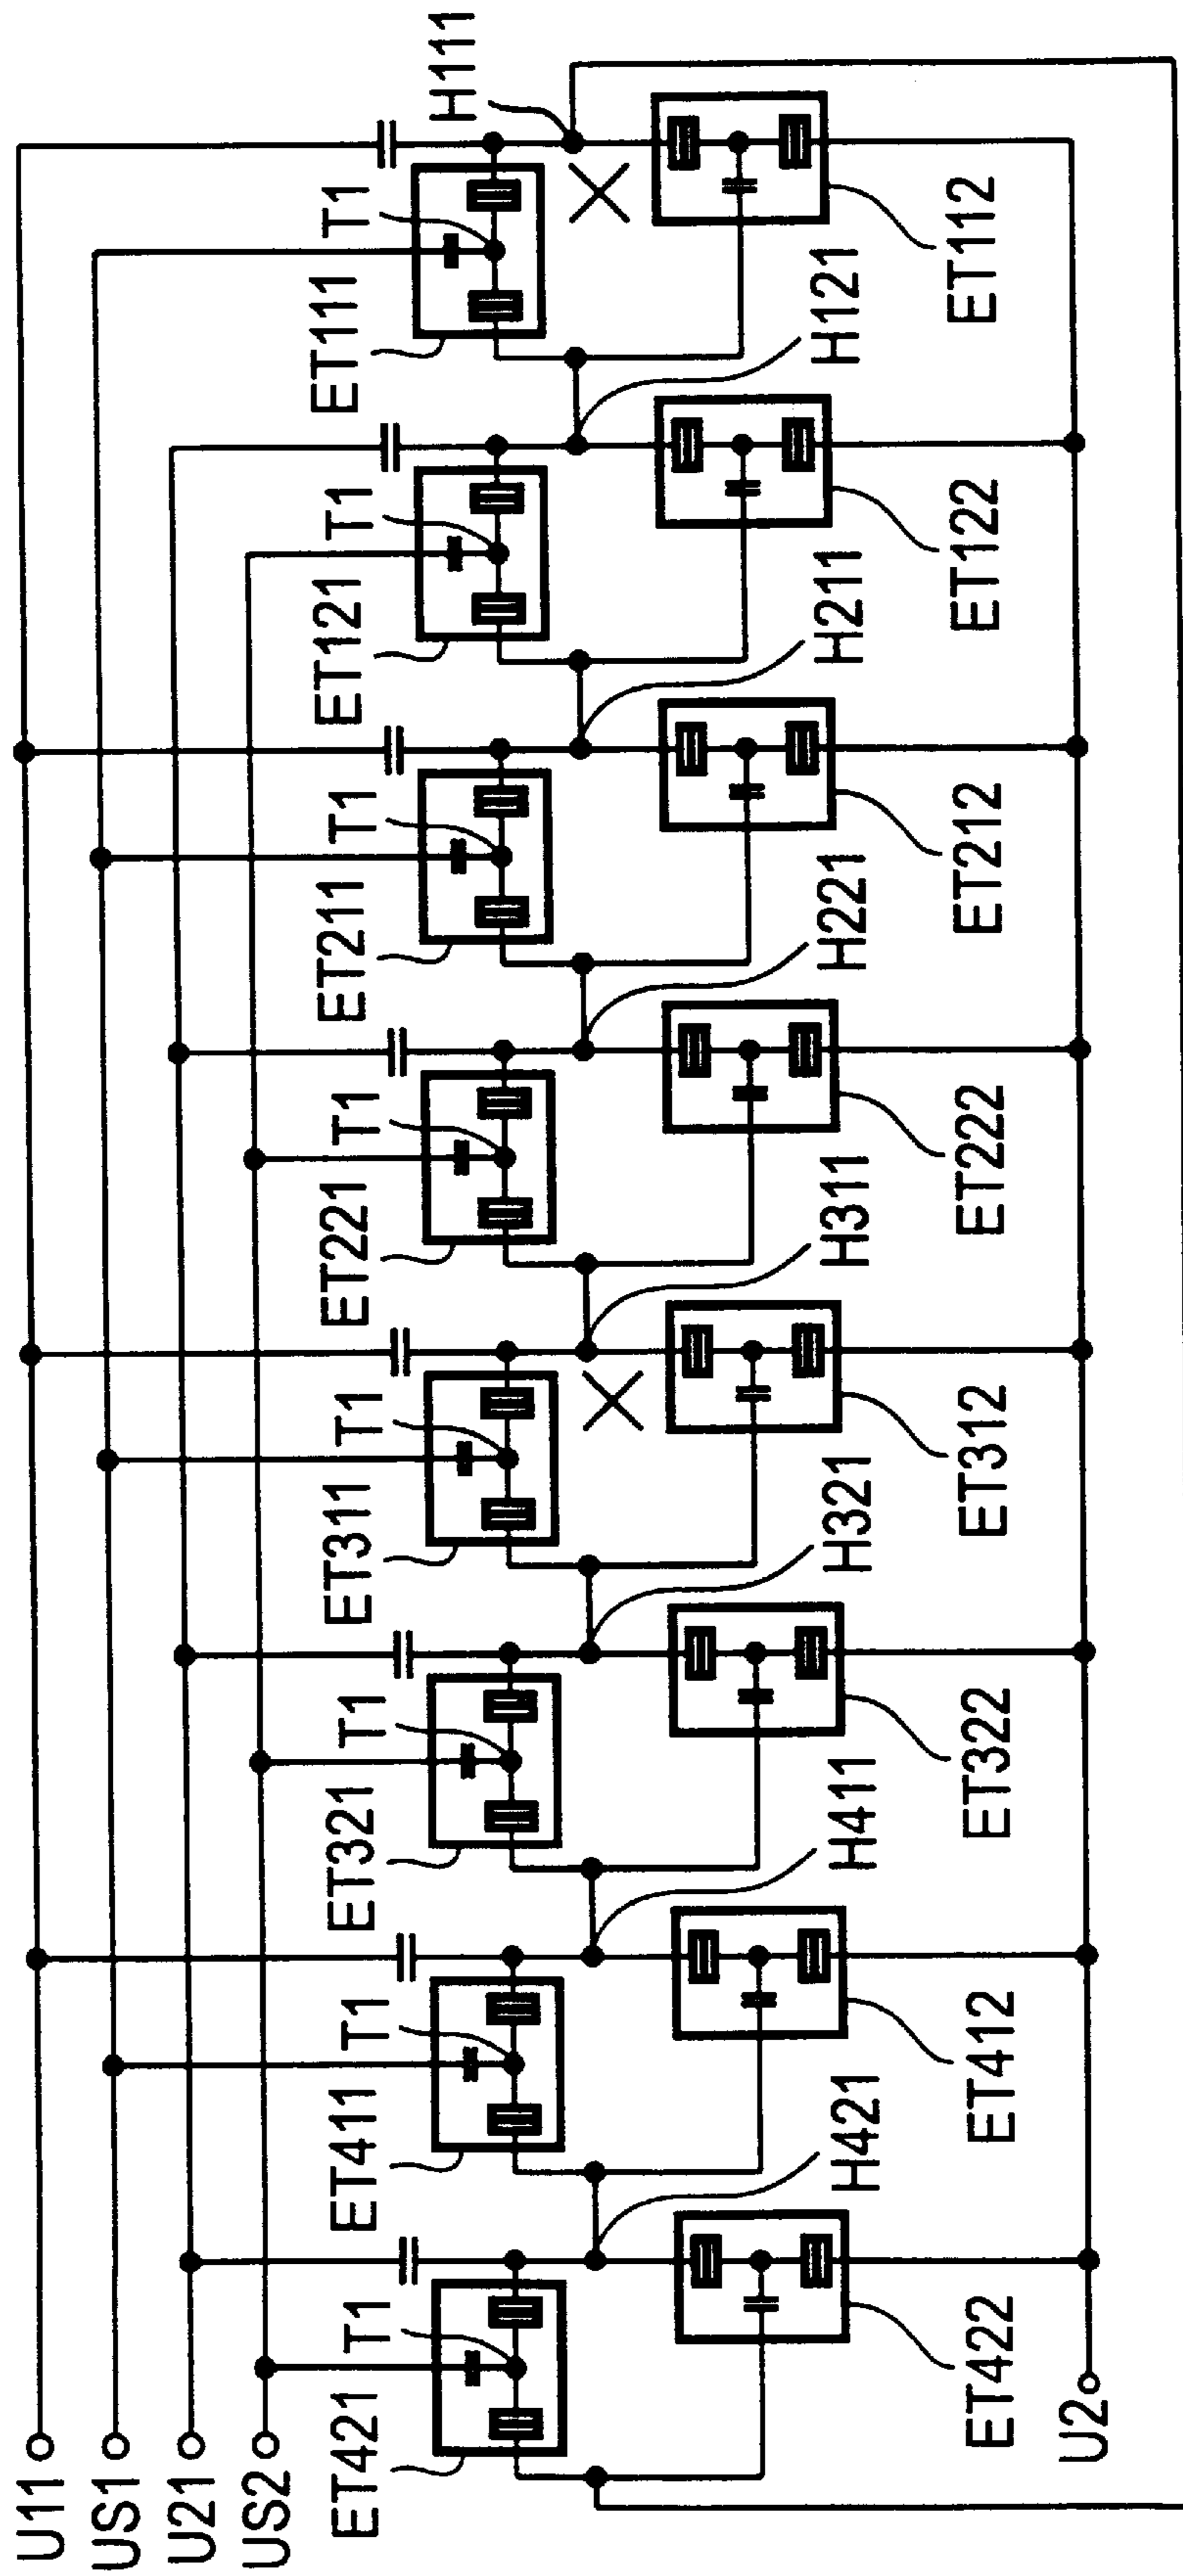 U11
US1
U21
US2
ET421
T1
ET411
T1
ET321
T1
ET311
T1
ET221
T1
ET211
T1
ET121
T1
ET111
T1
H111
H421
H411
H321
H311
H221
H211
H121
ET422
ET412
ET322
ET312
ET222
ET212
ET122
ET112
U2